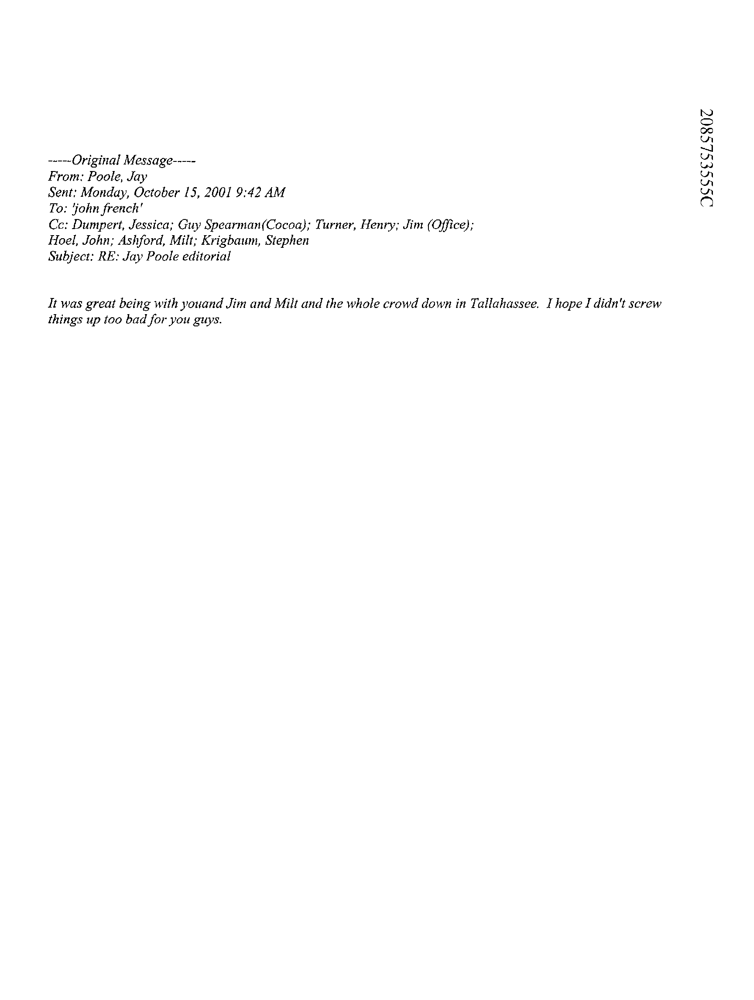 2085753555C
-----Original Message-----
From: Poole, Jay
Sent: Monday, October 15, 2001 9:42 AM
To: 'john french'
Cc: Dumpert, Jessica; Guy Spearman(Cocoa); Turner, Henry; Jim (Office);
Hoel, John; Ashford, Milt; Krigbaum, Stephen
Subject: RE: Jay Poole editorial
It was great being with youand Jim and Milt and the whole crowd down in Tallahassee. I hope I didn't screw
things up too bad for you guys.